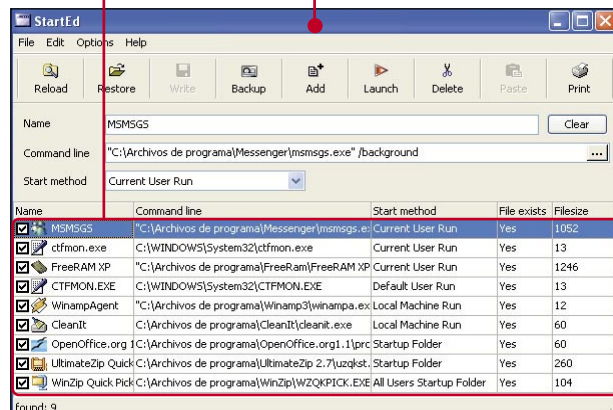 StartEd
File Edit Options Help
Reload Restore Write Backup Add Launch Delete Paste Print
Name MSMSGS Clear
Command line "C:\Archivos de programa\Messenger\msmsgs.exe" /background ...
Start method Current User Run
Name Command line Start method File exists Filesize
MSMSGS "C:\Archivos de programa\Messenger\msmsgs.e Current User Run Yes 1052
ctfmon.exe C:\WINDOWS\System32\ctfmon.exe Current User Run Yes 13
FreeRAM XP "C:\Archivos de programa\FreeRam\FreeRAM XP Current User Run Yes 1246
CTFMON.EXE C:\WINDOWS\System32\CTFMON.EXE Default User Run Yes 13
WinampAgent "C:\Archivos de programa\Winamp3\winampa.ex Local Machine Run Yes 12
CleanIt C:\Archivos de programa\CleanIt\cleanit.exe Local Machine Run Yes 60
OpenOffice.org 1 C:\Archivos de programa\OpenOffice.org1.1\prc Startup Folder Yes 60
UltimateZip Quick C:\Archivos de programa\UltimateZip 2.7\uzqkst. Startup Folder Yes 260
WinZip Quick Pick C:\Archivos de programa\WinZip\WZQKPICK.EXE All Users Startup Folder Yes 104
found: 9